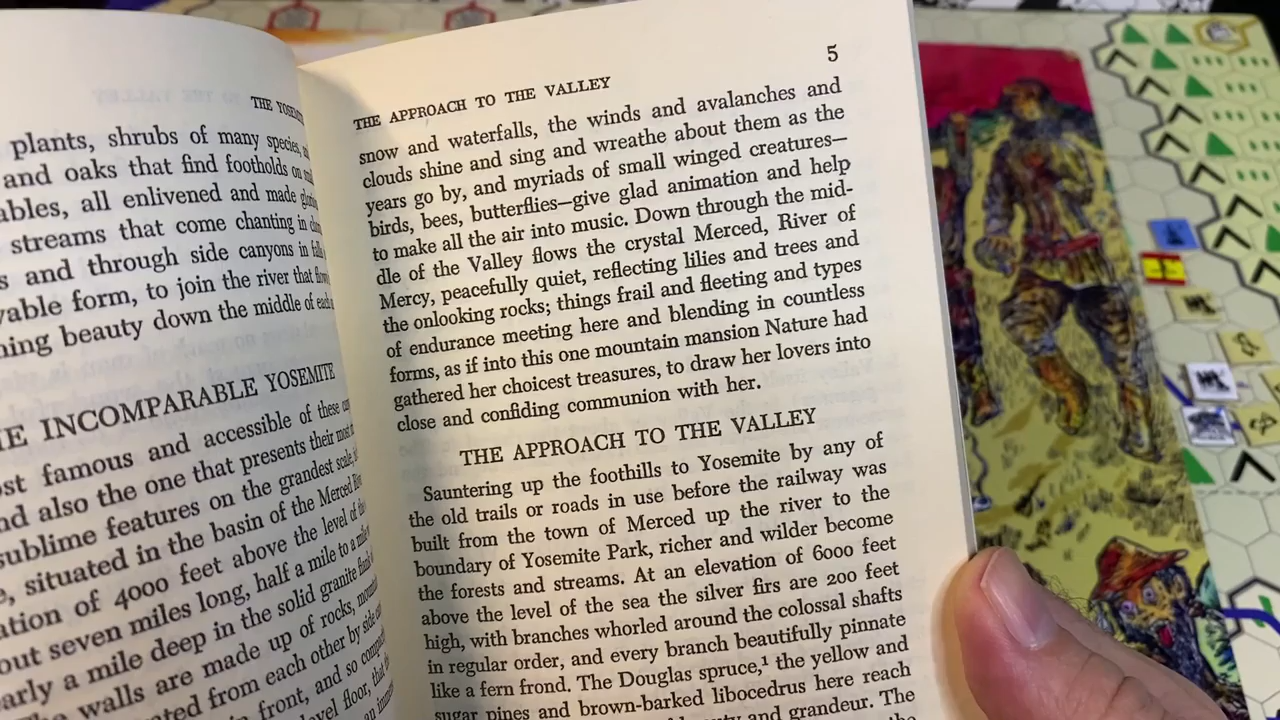 THE
plants, shrubs of many species,
and oaks that find footholds on
ables, all enlivened and made
streams that come chanting in
s and through side canyons in
vable form, to join the river that
ning beauty down the middle of each
INCOMPARABLE YOSEMITE
ost famous and accessible of these
nd also the one that presents their most
sublime features on the grandest scale,
, situated in the basin of the Merced
ation of 4000 feet above the level of
out seven miles long, half a mile to a
early a mile deep in the solid granite
The walls are made up of rocks,
ated from each other by side
front, and so
level floor, that
an
5
THE APPROACH TO THE VALLEY
snow and waterfalls, the winds and avalanches and
clouds shine and sing and wreathe about them as the
years go by, and myriads of small winged creatures—
birds, bees, butterflies—give glad animation and help
to make all the air into music. Down through the mid-
dle of the Valley flows the crystal Merced, River of
Mercy, peacefully quiet, reflecting lilies and trees and
the onlooking rocks; things frail and fleeting and types
of endurance meeting here and blending in countless
forms, as if into this one mountain mansion Nature had
gathered her choicest treasures, to draw her lovers into
close and confiding communion with her.
THE APPROACH TO THE VALLEY
Sauntering up the foothills to Yosemite by any of
the old trails or roads in use before the railway was
built from the town of Merced up the river to the
boundary of Yosemite Park, richer and wilder become
the forests and streams. At an elevation of 6000 feet
above the level of the sea the silver firs are 200 feet
high, with branches whorled around the colossal shafts
in regular order, and every branch beautifully pinnate
like a fern frond. The Douglas spruce,¹ the yellow and
sugar pines and brown-barked libocedrus here reach
and grandeur. The
the